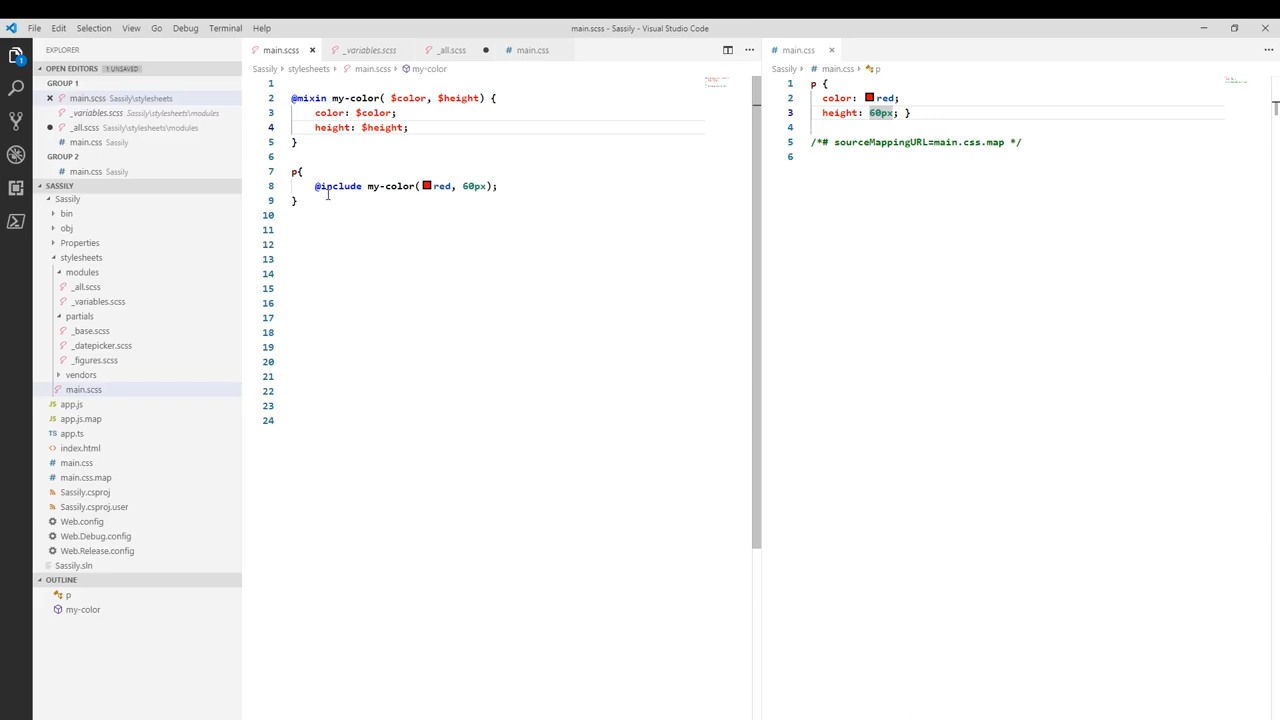 File Edit Selection View Go Debug Terminal Help
main.scss - Sassily - Visual Studio Code
EXPLORER
OPEN EDITORS 1 UNSAVED
GROUP 1
main.scss Sassily\stylesheets
_variables.scss Sassily\stylesheets\modules
_all.scss Sassily\stylesheets\modules
main.css Sassily
GROUP 2
main.css Sassily
SASSILY
Sassily
bin
obj
Properties
stylesheets
modules
_all.scss
_variables.scss
partials
_base.scss
_datepicker.scss
_figures.scss
vendors
main.scss
app.js
app.js.map
app.ts
index.html
main.css
main.css.map
Sassily.csproj
Sassily.csproj.user
Web.config
Web.Debug.config
Web.Release.config
Sassily.sln
OUTLINE
p
my-color
1
main.scss _variables.scss _all.scss main.css
Sassily stylesheets main.scss my-color
1
2 @mixin my-color( $color, $height) {
3 color: $color;
4 height: $height;
5 }
6
7 p{
8 @include my-color( red, 60px);
9 }
10
11
12
13
14
15
16
17
18
19
20
21
22
23
24
main.css
Sassily main.css p
1 p {
2 color: red;
3 height: 60px; }
4
5 /*# sourceMappingURL=main.css.map */
6